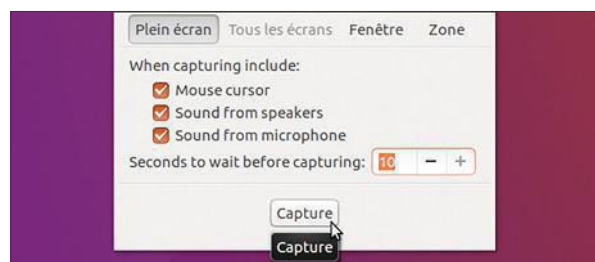 Plein écran Tous les écrans Fenêtre Zone
When capturing include:
Mouse cursor
Sound from speakers
Sound from microphone
Seconds to wait before capturing: 10 − +
Capture
Capture